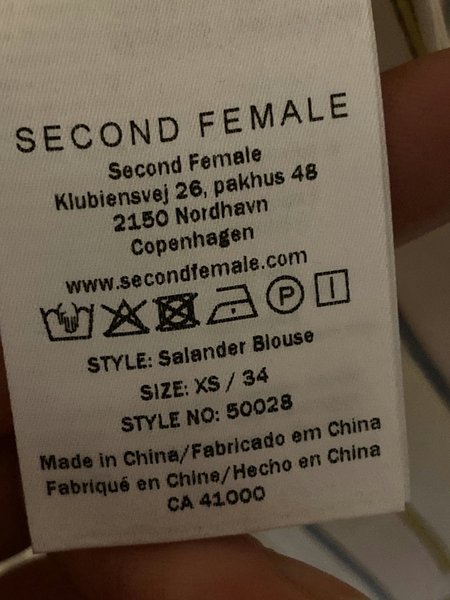 SECOND FEMALE
Second Female
Klubiensvej 26, pakhus 48
2150 Nordhavn
Copenhagen
www.secondfemale.com
P
STYLE: Salander Blouse
SIZE: XS / 34
STYLE NO: 50028
Made in China/Fabricado em China
Fabriqué en Chine/Hecho en China
CA 41000